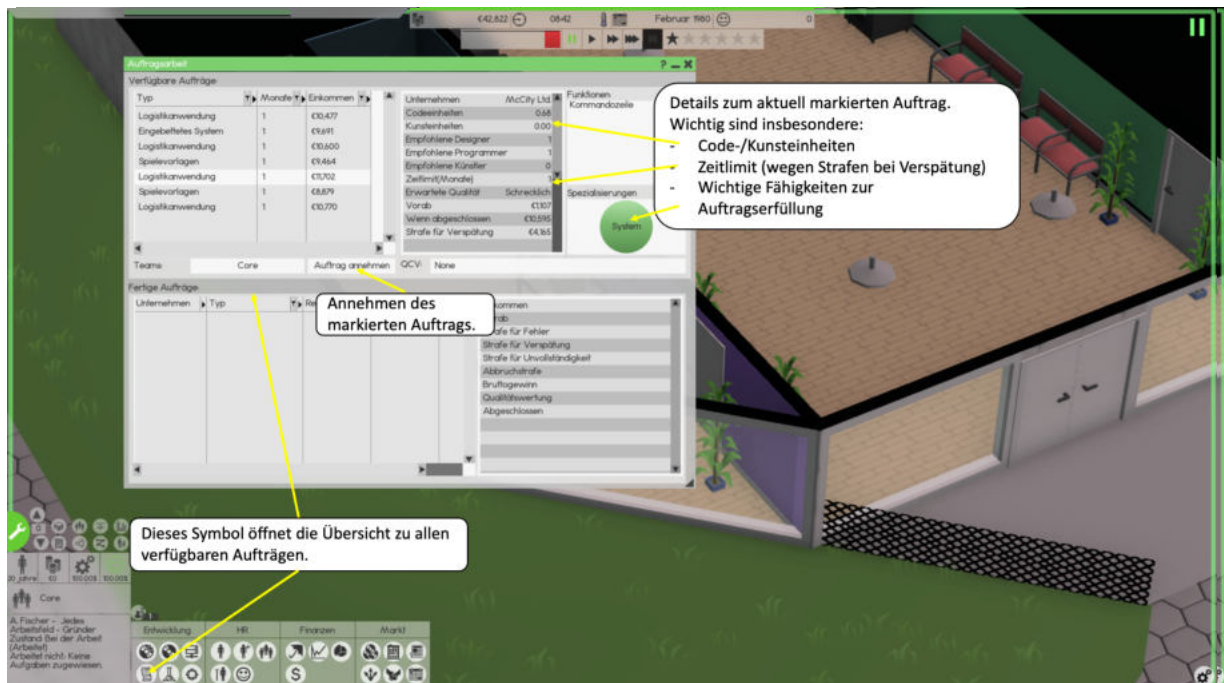 €42,822
08:42
Februar 1980
0
Auftragsarbeit
? – ✖
Verfügbare Aufträge
Typ Monate Einkommen
Logistikanwendung 1 €10,477
Eingebettetes System 1 €9,691
Logistikanwendung 1 €10,600
Spielevorlagen 1 €9,464
Logistikanwendung 1 €11,702
Spielevorlagen 1 €8,879
Logistikanwendung 1 €10,770
Unternehmen McCity Ltd
Codeeinheiten 0.68
Kunsteinheiten 0.00
Empfohlene Designer 1
Empfohlene Programmer 1
Empfohlene Künstler 0
Zeitlimit(Monate) 1
Erwartete Qualität Schrecklich
Vorab €1,107
Wenn abgeschlossen €10,595
Strafe für Verspätung €4,165
Funktionen
Kommandozeile
Spezialisierungen
System
Details zum aktuell markierten Auftrag.
Wichtig sind insbesondere:
- Code-/Kunsteinheiten
- Zeitlimit (wegen Strafen bei Verspätung)
- Wichtige Fähigkeiten zur
Auftragserfüllung
Teams Core Auftrag annehmen QCV: None
Fertige Aufträge
Unternehmen Typ
Annehmen des
markierten Auftrags.
Strafe für Fehler
Strafe für Verspätung
Strafe für Unvollständigkeit
Abbruchstrafe
Bruttogewinn
Qualitätswertung
Abgeschlossen
Dieses Symbol öffnet die Übersicht zu allen
verfügbaren Aufträgen.
€0 100.00% 100.00%
Core
A. Fischer - Jedes
Arbeitsfeld - Gründer
Zustand: Bei der Arbeit
(Arbeitet)
Arbeitet nicht: Keine
Aufgaben zugewiesen.
Entwicklung HR Finanzen Markt